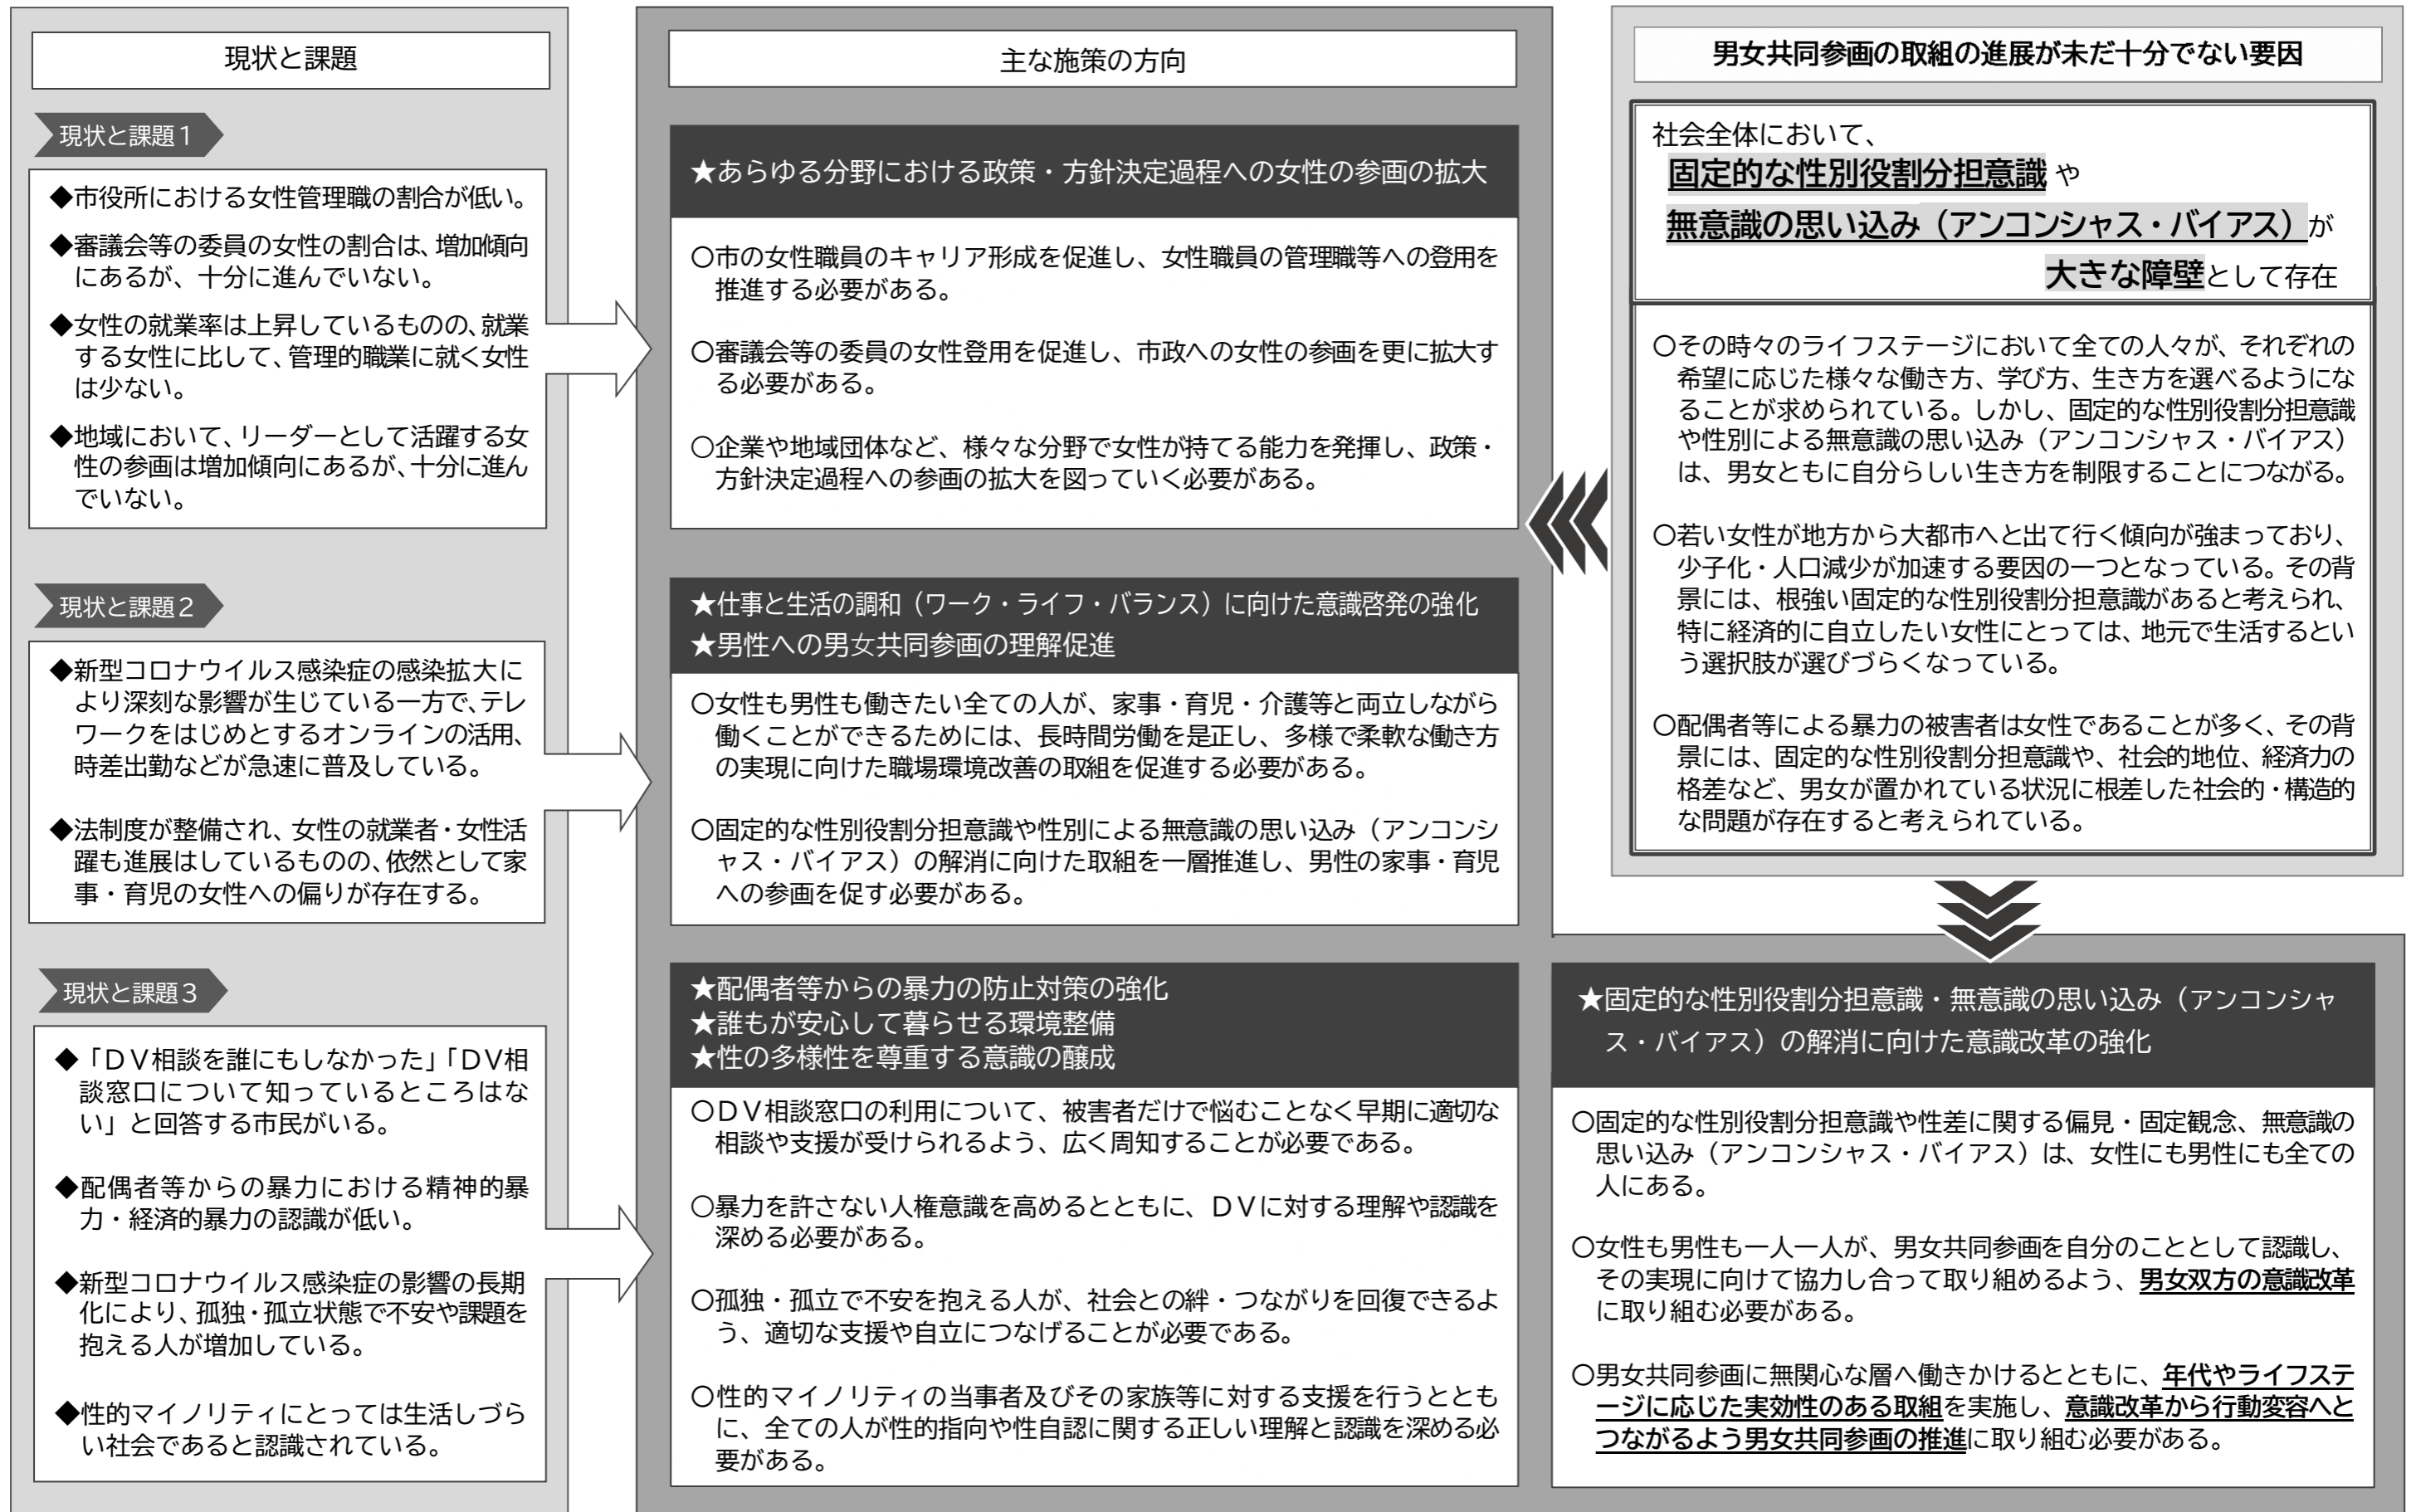 現状と課題
現状と課題1
◆市役所における女性管理職の割合が低い。
◆審議会等の委員の女性の割合は、増加傾向
にあるが、十分に進んでいない。
◆女性の就業率は上昇しているものの、就業
する女性に比して、管理的職業に就く女性
は少ない。
◆地域において、リーダーとして活躍する女
性の参画は増加傾向にあるが、十分に進ん
でいない。
現状と課題2
◆新型コロナウイルス感染症の感染拡大に
より深刻な影響が生じている一方で、テレ
ワークをはじめとするオンラインの活用、
時差出勤などが急速に普及している。
◆法制度が整備され、女性の就業者・女性活
躍も進展はしているものの、依然として家
事・育児の女性への偏りが存在する。
現状と課題3
◆「DV相談を誰にもしなかった」「DV相
談窓口について知っているところはな
い」と回答する市民がいる。
◆配偶者等からの暴力における精神的暴
力・経済的暴力の認識が低い。
◆新型コロナウイルス感染症の影響の長期
化により、孤独・孤立状態で不安や課題を
抱える人が増加している。
◆性的マイノリティにとっては生活しづら
い社会であると認識されている。
主な施策の方向
★あらゆる分野における政策・方針決定過程への女性の参画の拡大
○市の女性職員のキャリア形成を促進し、女性職員の管理職等への登用を
推進する必要がある。
○審議会等の委員の女性登用を促進し、市政への女性の参画を更に拡大す
る必要がある。
○企業や地域団体など、様々な分野で女性が持てる能力を発揮し、政策・
方針決定過程への参画の拡大を図っていく必要がある。
★仕事と生活の調和（ワーク・ライフ・バランス）に向けた意識啓発の強化
★男性への男女共同参画の理解促進
○女性も男性も働きたい全ての人が、家事・育児・介護等と両立しながら
働くことができるためには、長時間労働を是正し、多様で柔軟な働き方
の実現に向けた職場環境改善の取組を促進する必要がある。
○固定的な性別役割分担意識や性別による無意識の思い込み（アンコンシ
ャス・バイアス）の解消に向けた取組を一層推進し、男性の家事・育児
への参画を促す必要がある。
★配偶者等からの暴力の防止対策の強化
★誰もが安心して暮らせる環境整備
★性の多様性を尊重する意識の醸成
○DV相談窓口の利用について、被害者だけで悩むことなく早期に適切な
相談や支援が受けられるよう、広く周知することが必要である。
○暴力を許さない人権意識を高めるとともに、DVに対する理解や認識を
深める必要がある。
○孤独・孤立で不安を抱える人が、社会との絆・つながりを回復できるよ
う、適切な支援や自立につなげることが必要である。
○性的マイノリティの当事者及びその家族等に対する支援を行うととも
に、全ての人が性的指向や性自認に関する正しい理解と認識を深める必
要がある。
男女共同参画の取組の進展が未だ十分でない要因
社会全体において、
固定的な性別役割分担意識 や
無意識の思い込み（アンコンシャス・バイアス）が
大きな障壁として存在
○その時々のライフステージにおいて全ての人々が、それぞれの
希望に応じた様々な働き方、学び方、生き方を選べるようにな
ることが求められている。しかし、固定的な性別役割分担意識
や性別による無意識の思い込み（アンコンシャス・バイアス）
は、男女ともに自分らしい生き方を制限することにつながる。
○若い女性が地方から大都市へと出て行く傾向が強まっており、
少子化・人口減少が加速する要因の一つとなっている。その背
景には、根強い固定的な性別役割分担意識があると考えられ、
特に経済的に自立したい女性にとっては、地元で生活するとい
う選択肢が選びづらくなっている。
○配偶者等による暴力の被害者は女性であることが多く、その背
景には、固定的な性別役割分担意識や、社会的地位、経済力の
格差など、男女が置かれている状況に根差した社会的・構造的
な問題が存在すると考えられている。
★固定的な性別役割分担意識・無意識の思い込み（アンコンシャ
ス・バイアス）の解消に向けた意識改革の強化
○固定的な性別役割分担意識や性差に関する偏見・固定観念、無意識の
思い込み（アンコンシャス・バイアス）は、女性にも男性にも全ての
人にある。
○女性も男性も一人一人が、男女共同参画を自分のこととして認識し、
その実現に向けて協力し合って取り組めるよう、男女双方の意識改革
に取り組む必要がある。
○男女共同参画に無関心な層へ働きかけるとともに、年代やライフステ
ージに応じた実効性のある取組を実施し、意識改革から行動変容へと
つながるよう男女共同参画の推進に取り組む必要がある。